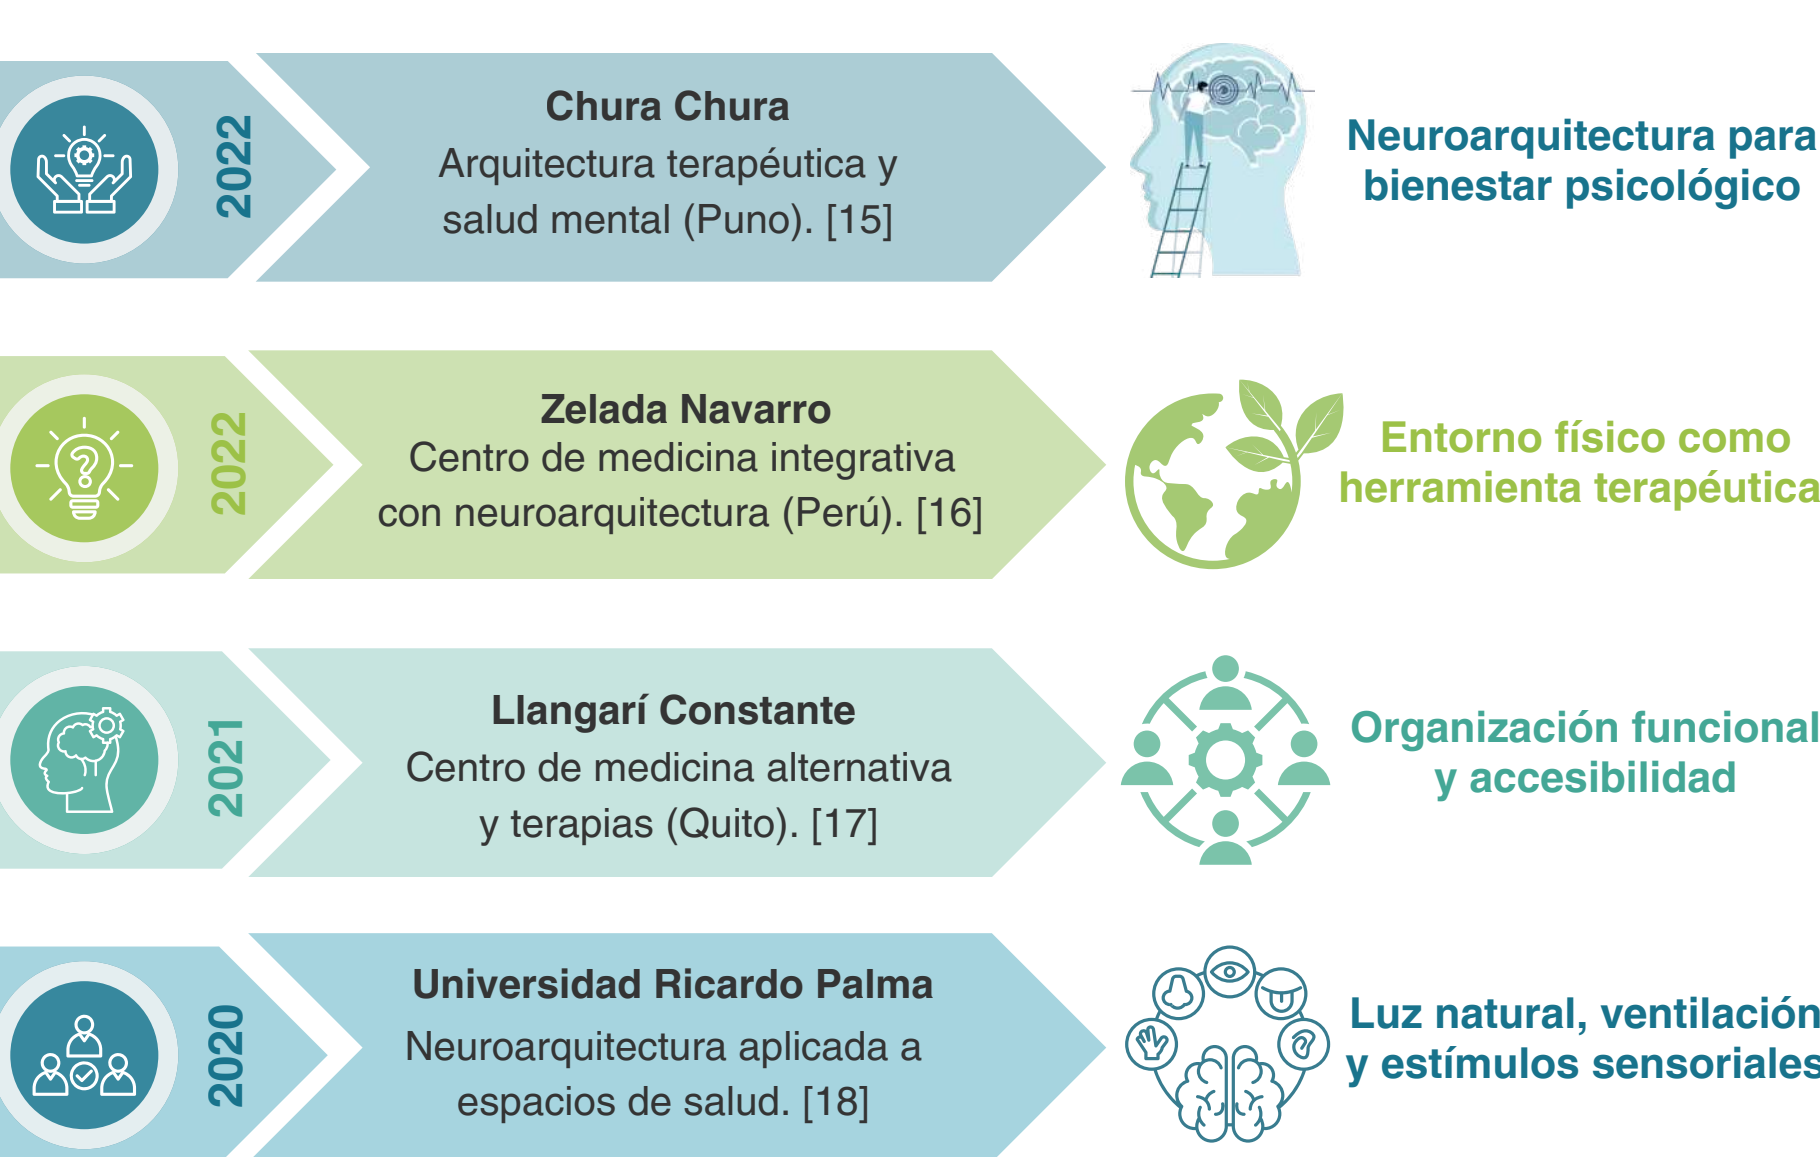 2022
Chura Chura
Arquitectura terapéutica y
salud mental (Puno). [15]
Neuroarquitectura para
bienestar psicológico
2022
Zelada Navarro
Centro de medicina integrativa
con neuroarquitectura (Perú). [16]
Entorno físico como
herramienta terapéutica
2021
Llangarí Constante
Centro de medicina alternativa
y terapias (Quito). [17]
Organización funcional
y accesibilidad
2020
Universidad Ricardo Palma
Neuroarquitectura aplicada a
espacios de salud. [18]
Luz natural, ventilación
y estímulos sensoriales